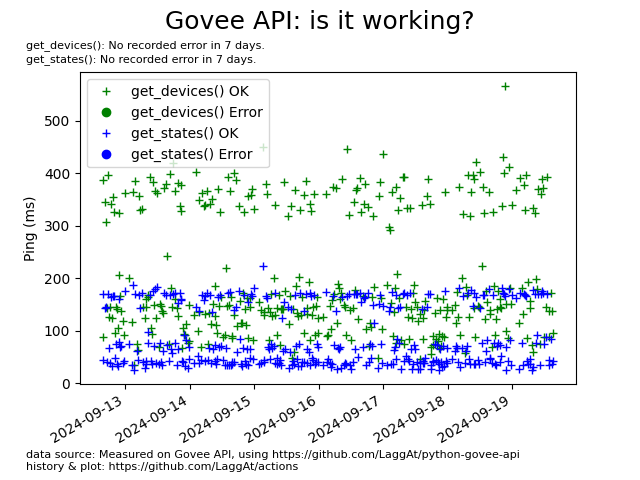 Govee API: is it working?
get_devices(): No recorded error in 7 days.
get_states(): No recorded error in 7 days.
get_devices() OK
get_devices() Error
get_states() OK
get_states() Error
Ping (ms)
500
400
300
200
100
0
2024-09-13
2024-09-14
2024-09-15
2024-09-16
2024-09-17
2024-09-18
2024-09-19
data source: Measured on Govee API, using https://github.com/LaggAt/python-govee-api
history & plot: https://github.com/LaggAt/actions